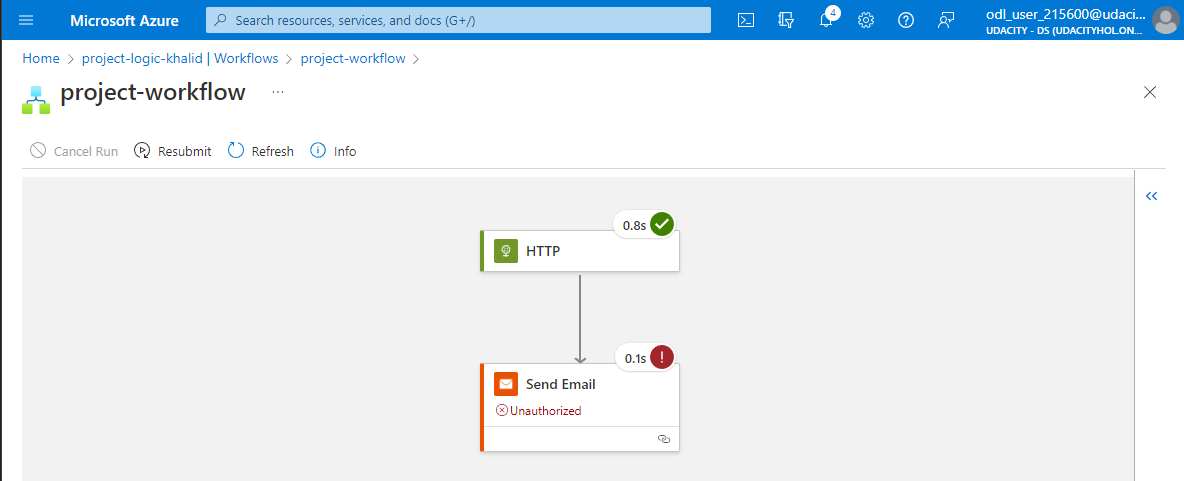 Microsoft Azure
Search resources, services, and docs (G+/)
4
odl_user_215600@udaci...
UDACITY - DS (UDACITYHOL.ON...
Home > project-logic-khalid | Workflows > project-workflow >
project-workflow ...
Cancel Run Resubmit Refresh Info
0.8s
HTTP
0.1s
Send Email
Unauthorized